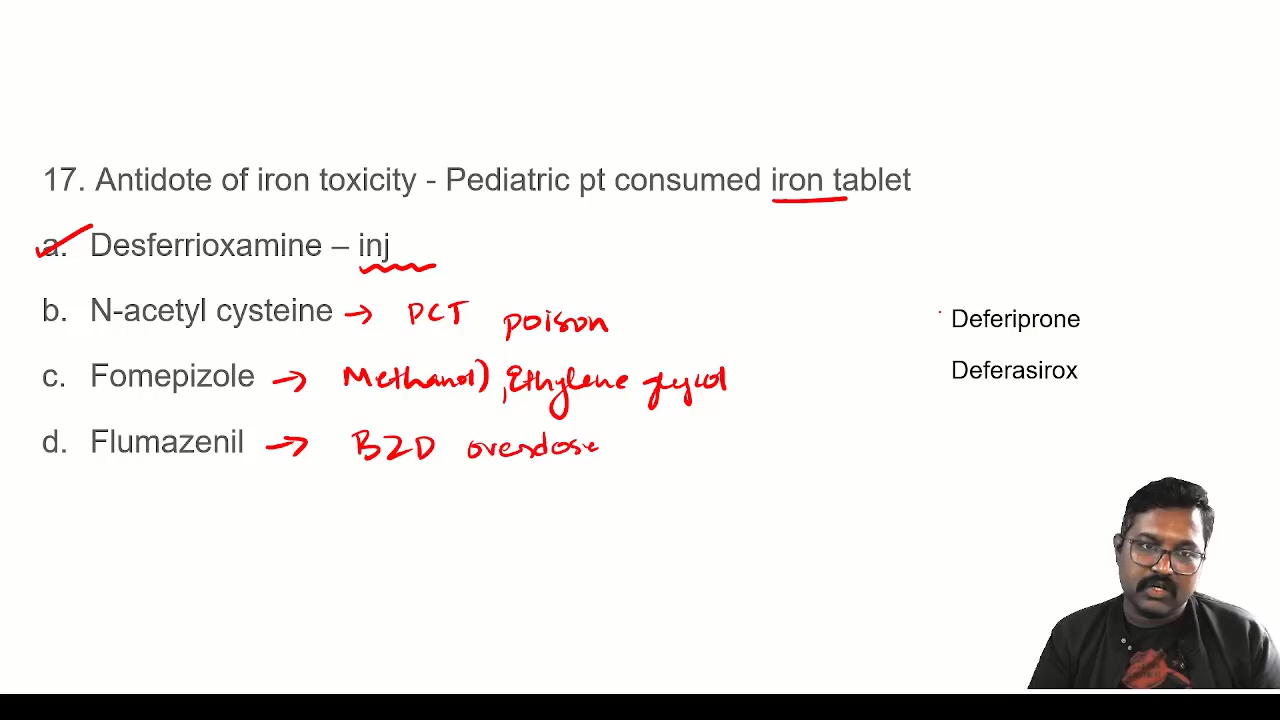 17. Antidote of iron toxicity - Pediatric pt consumed iron tablet
a. Desferrioxamine – inj
b. N-acetyl cysteine → PCT poison
c. Fomepizole → Methanol), Ethylene glycol
d. Flumazenil → BZD overdose
Deferiprone
Deferasirox